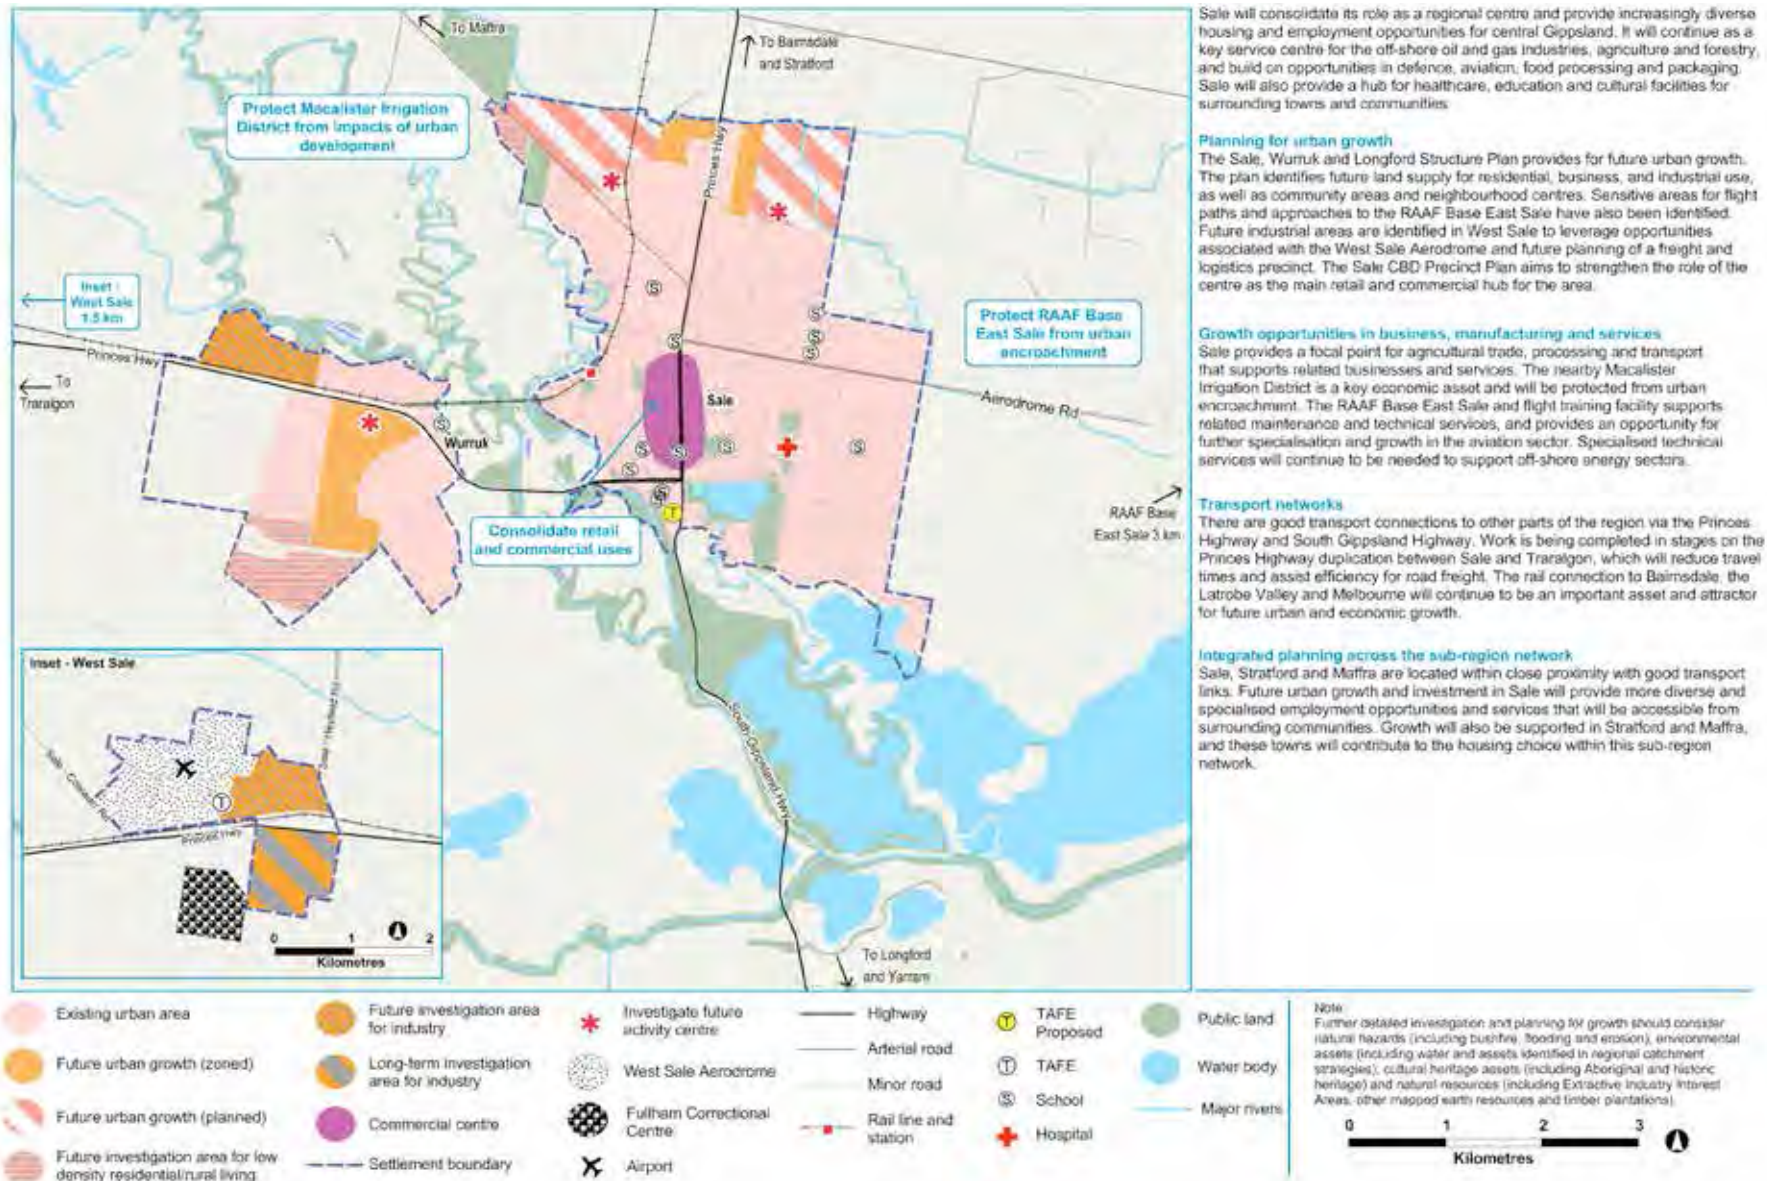 To Maffra
To Bairnsdale
and Stratford
Protect Macalister Irrigation
District from impacts of urban
development
Princes Hwy
Inset :
West Sale
1.5 km
Protect RAAF Base
East Sale from urban
encroachment
Princes Hwy
To
Traralgon
Sale
Aerodrome Rd
Wurruk
RAAF Base
East Sale 3 km
Consolidate retail
and commercial uses
T
South Gippsland Hwy
To Longford
and Yarram
Inset - West Sale
Sale - Cowwarr Rd
Sale - Heyfield Rd
T
Princes Hwy
0 1 2
Kilometres
Sale will consolidate its role as a regional centre and provide increasingly diverse
housing and employment opportunities for central Gippsland. It will continue as a
key service centre for the off-shore oil and gas industries, agriculture and forestry,
and build on opportunities in defence, aviation, food processing and packaging.
Sale will also provide a hub for healthcare, education and cultural facilities for
surrounding towns and communities
Planning for urban growth
The Sale, Wurruk and Longford Structure Plan provides for future urban growth.
The plan identifies future land supply for residential, business, and industrial use,
as well as community areas and neighbourhood centres. Sensitive areas for flight
paths and approaches to the RAAF Base East Sale have also been identified.
Future industrial areas are identified in West Sale to leverage opportunities
associated with the West Sale Aerodrome and future planning of a freight and
logistics precinct. The Sale CBD Precinct Plan aims to strengthen the role of the
centre as the main retail and commercial hub for the area.
Growth opportunities in business, manufacturing and services
Sale provides a focal point for agricultural trade, processing and transport
that supports related businesses and services. The nearby Macalister
Irrigation District is a key economic asset and will be protected from urban
encroachment. The RAAF Base East Sale and flight training facility supports
related maintenance and technical services, and provides an opportunity for
further specialisation and growth in the aviation sector. Specialised technical
services will continue to be needed to support off-shore energy sectors.
Transport networks
There are good transport connections to other parts of the region via the Princes
Highway and South Gippsland Highway. Work is being completed in stages on the
Princes Highway duplication between Sale and Traralgon, which will reduce travel
times and assist efficiency for road freight. The rail connection to Bairnsdale, the
Latrobe Valley and Melbourne will continue to be an important asset and attractor
for future urban and economic growth.
Integrated planning across the sub-region network
Sale, Stratford and Maffra are located within close proximity with good transport
links. Future urban growth and investment in Sale will provide more diverse and
specialised employment opportunities and services that will be accessible from
surrounding communities. Growth will also be supported in Stratford and Maffra,
and these towns will contribute to the housing choice within this sub-region
network.
Existing urban area
Future urban growth (zoned)
Future urban growth (planned)
Future investigation area for low
density residential/rural living
Future investigation area
for industry
Long-term investigation
area for industry
Commercial centre
Settlement boundary
Investigate future
activity centre
West Sale Aerodrome
Fullham Correctional
Centre
Airport
Highway
Arterial road
Minor road
Rail line and
station
T TAFE
Proposed
T TAFE
S School
Hospital
Public land
Water body
Major rivers
Note
Further detailed investigation and planning for growth should consider
natural hazards (including bushfire, flooding and erosion), environmental
assets (including water and assets identified in regional catchment
strategies), cultural heritage assets (including Aboriginal and historic
heritage) and natural resources (including Extractive Industry Interest
Areas, other mapped earth resources and timber plantations).
0 1 2 3
Kilometres